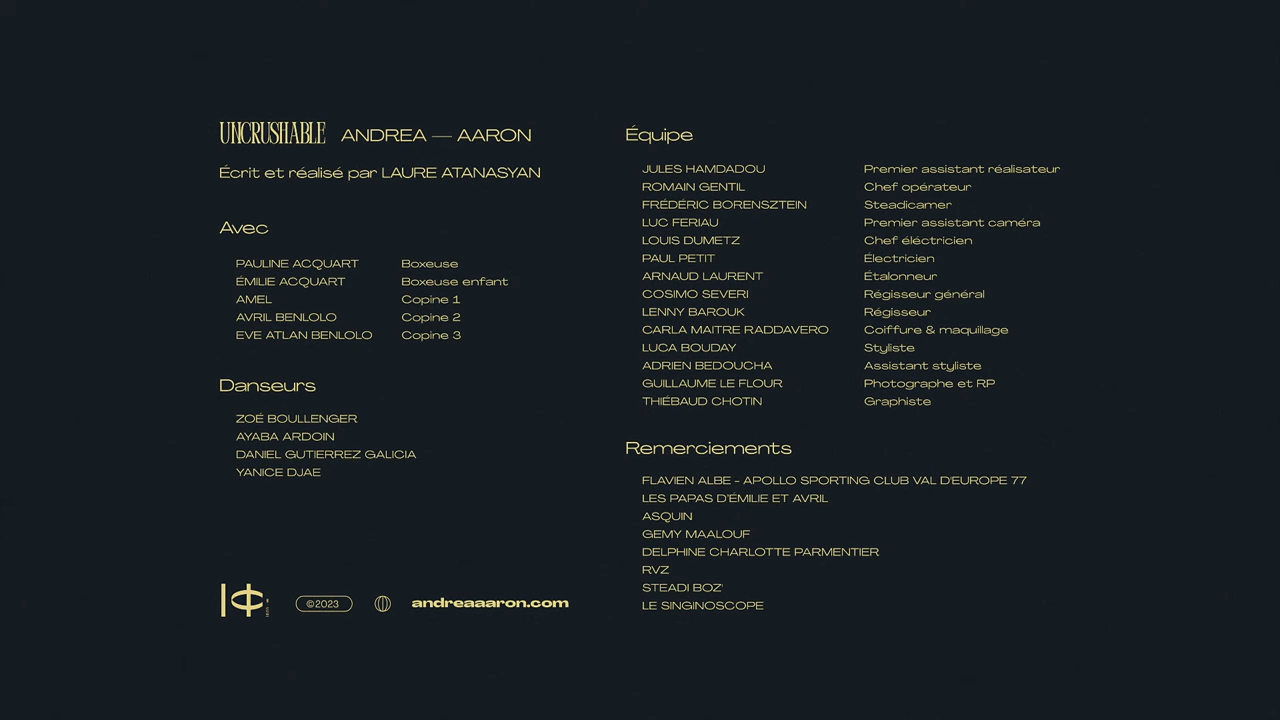 UNCRUSHABLE ANDREA — AARON
Écrit et réalisé par LAURE ATANASYAN
Avec
PAULINE ACQUART Boxeuse
ÉMILIE ACQUART Boxeuse enfant
AMEL Copine 1
AVRIL BENLOLO Copine 2
EVE ATLAN BENLOLO Copine 3
Danseurs
ZOÉ BOULLENGER
AYABA ARDOIN
DANIEL GUTIERREZ GALICIA
YANICE DJAE
©2023 andreaaaron.com
Équipe
JULES HAMDADOU Premier assistant réalisateur
ROMAIN GENTIL Chef opérateur
FRÉDÉRIC BORENSZTEIN Steadicamer
LUC FERIAU Premier assistant caméra
LOUIS DUMETZ Chef éléctricien
PAUL PETIT Électricien
ARNAUD LAURENT Étalonneur
COSIMO SEVERI Régisseur général
LENNY BAROUK Régisseur
CARLA MAITRE RADDAVERO Coiffure & maquillage
LUCA BOUDAY Styliste
ADRIEN BEDOUCHA Assistant styliste
GUILLAUME LE FLOUR Photographe et RP
THIÉBAUD CHOTIN Graphiste
Remerciements
FLAVIEN ALBE - APOLLO SPORTING CLUB VAL D'EUROPE 77
LES PAPAS D'ÉMILIE ET AVRIL
ASQUIN
GEMY MAALOUF
DELPHINE CHARLOTTE PARMENTIER
RVZ
STEADI BOZ'
LE SINGINOSCOPE